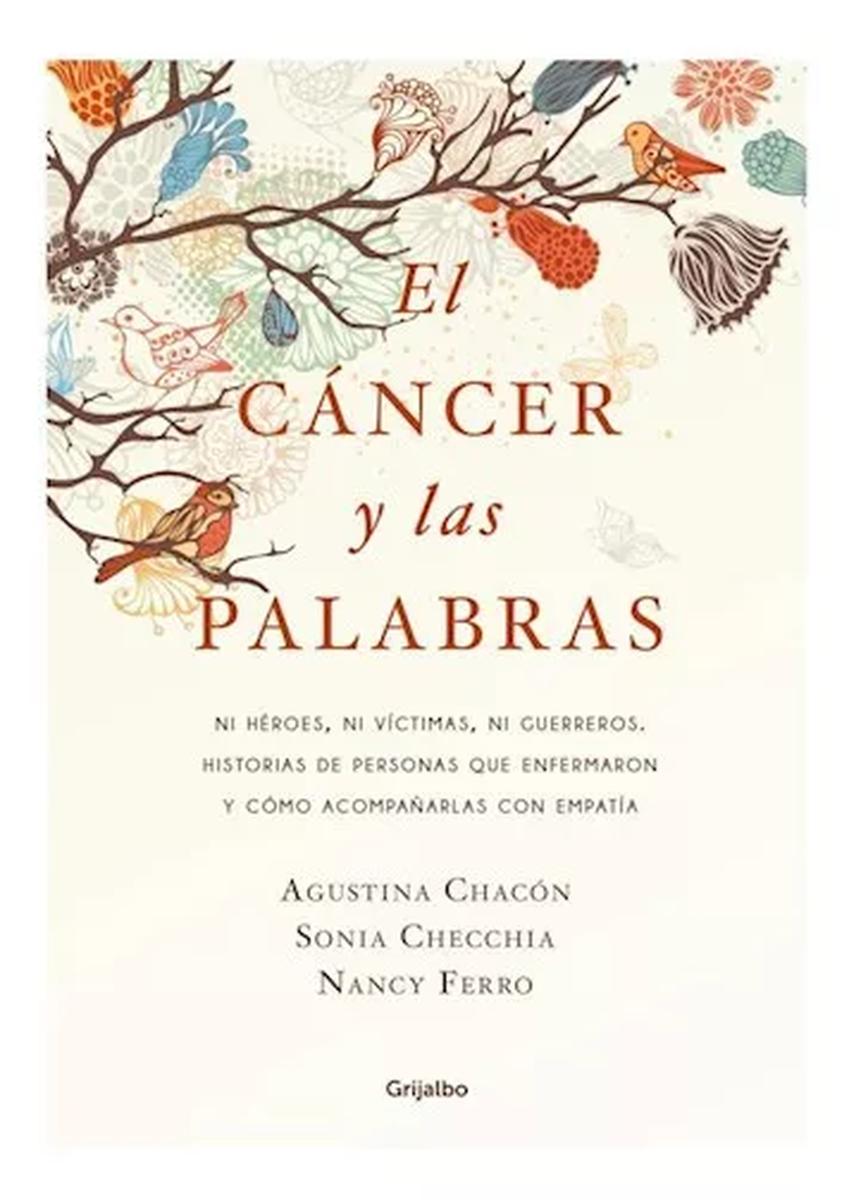 El
CÁNCER
y las
PALABRAS
NI HÉROES, NI VÍCTIMAS, NI GUERREROS.
HISTORIAS DE PERSONAS QUE ENFERMARON
Y CÓMO ACOMPAÑARLAS CON EMPATÍA
AGUSTINA CHACÓN
SONIA CHECCHIA
NANCY FERRO
Grijalbo